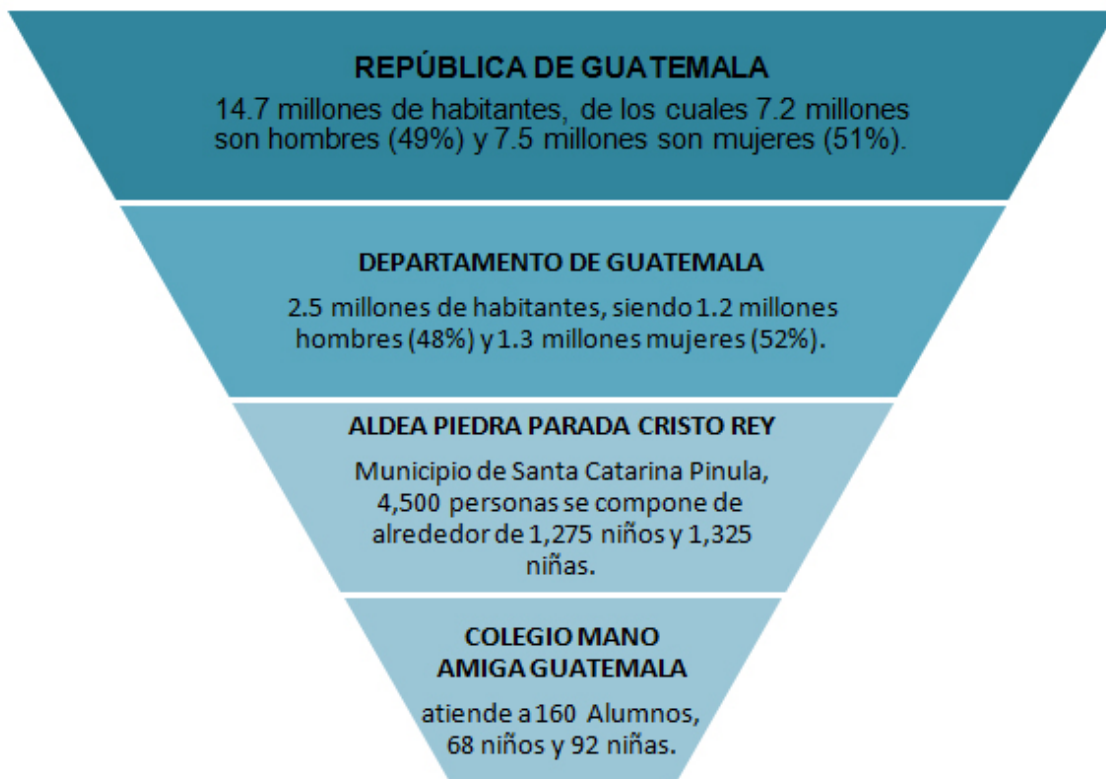 REPÚBLICA DE GUATEMALA
14.7 millones de habitantes, de los cuales 7.2 millones
son hombres (49%) y 7.5 millones son mujeres (51%).
DEPARTAMENTO DE GUATEMALA
2.5 millones de habitantes, siendo 1.2 millones
hombres (48%) y 1.3 millones mujeres (52%).
ALDEA PIEDRA PARADA CRISTO REY
Municipio de Santa Catarina Pinula,
4,500 personas se compone de
alrededor de 1,275 niños y 1,325
niñas.
COLEGIO MANO
AMIGA GUATEMALA
atiende a 160 Alumnos,
68 niños y 92 niñas.